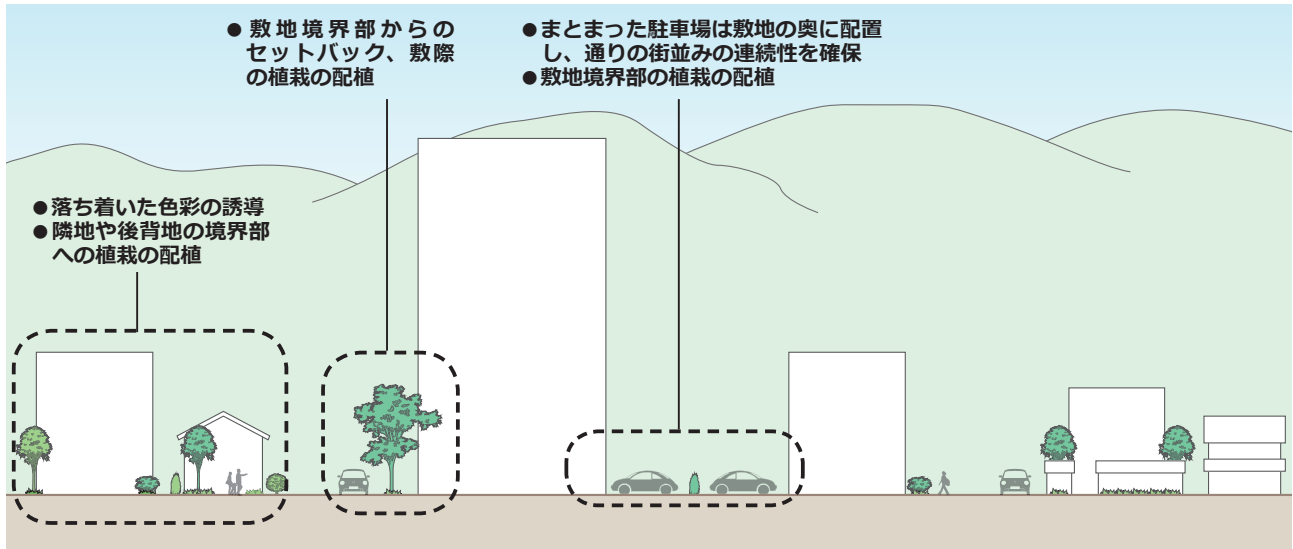 ● 敷地境界部からの
セットバック、敷際
の植栽の配植
● まとまった駐車場は敷地の奥に配置
し、通りの街並みの連続性を確保
● 敷地境界部の植栽の配植
● 落ち着いた色彩の誘導
● 隣地や後背地の境界部
への植栽の配植